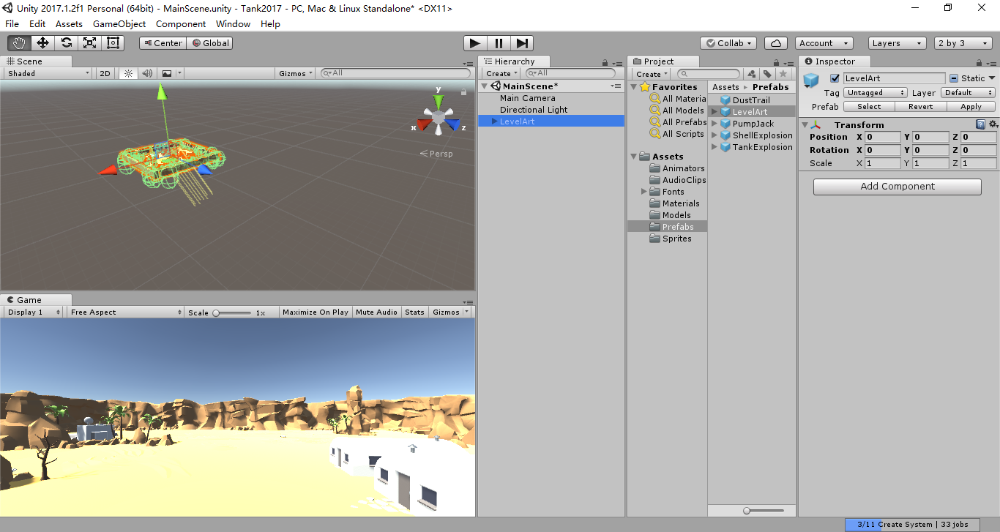 Unity 2017.1.2f1 Personal (64bit) - MainScene.unity - Tank2017 - PC, Mac & Linux Standalone* <DX11>
File Edit Assets GameObject Component Window Help
Center Global Collab Account Layers 2 by 3
Scene
Shaded 2D Gizmos All
y
x z
Persp
Game
Display 1 Free Aspect Scale 1x Maximize On Play Mute Audio Stats Gizmos
Hierarchy
Create All
MainScene*
Main Camera
Directional Light
LevelArt
Project
Create
Favorites
All Materia
All Models
All Prefabs
All Scripts
Assets
Animators
AudioClips
Fonts
Materials
Models
Prefabs
Sprites
Assets Prefabs
DustTrail
LevelArt
PumpJack
ShellExplosion
TankExplosion
Inspector
LevelArt Static
Tag Untagged Layer Default
Prefab Select Revert Apply
Transform
Position X 0 Y 0 Z 0
Rotation X 0 Y 0 Z 0
Scale X 1 Y 1 Z 1
Add Component
3/11 Create System | 33 jobs